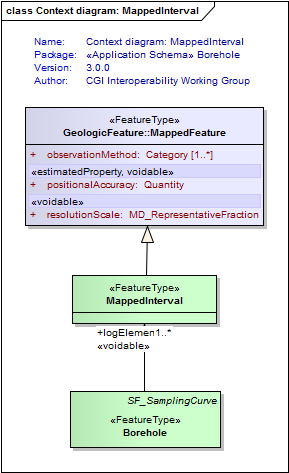 class Context diagram: MappedInterval
Name: Context diagram: MappedInterval
Package: «Application Schema» Borehole
Version: 3.0.0
Author: CGI Interoperability Working Group
«FeatureType»
GeologicFeature::MappedFeature
+ observationMethod: Category [1..*]
«estimatedProperty, voidable»
+ positionalAccuracy: Quantity
«voidable»
+ resolutionScale: MD_RepresentativeFraction
«FeatureType»
MappedInterval
+logElemen1..*
«voidable»
SF_SamplingCurve
«FeatureType»
Borehole